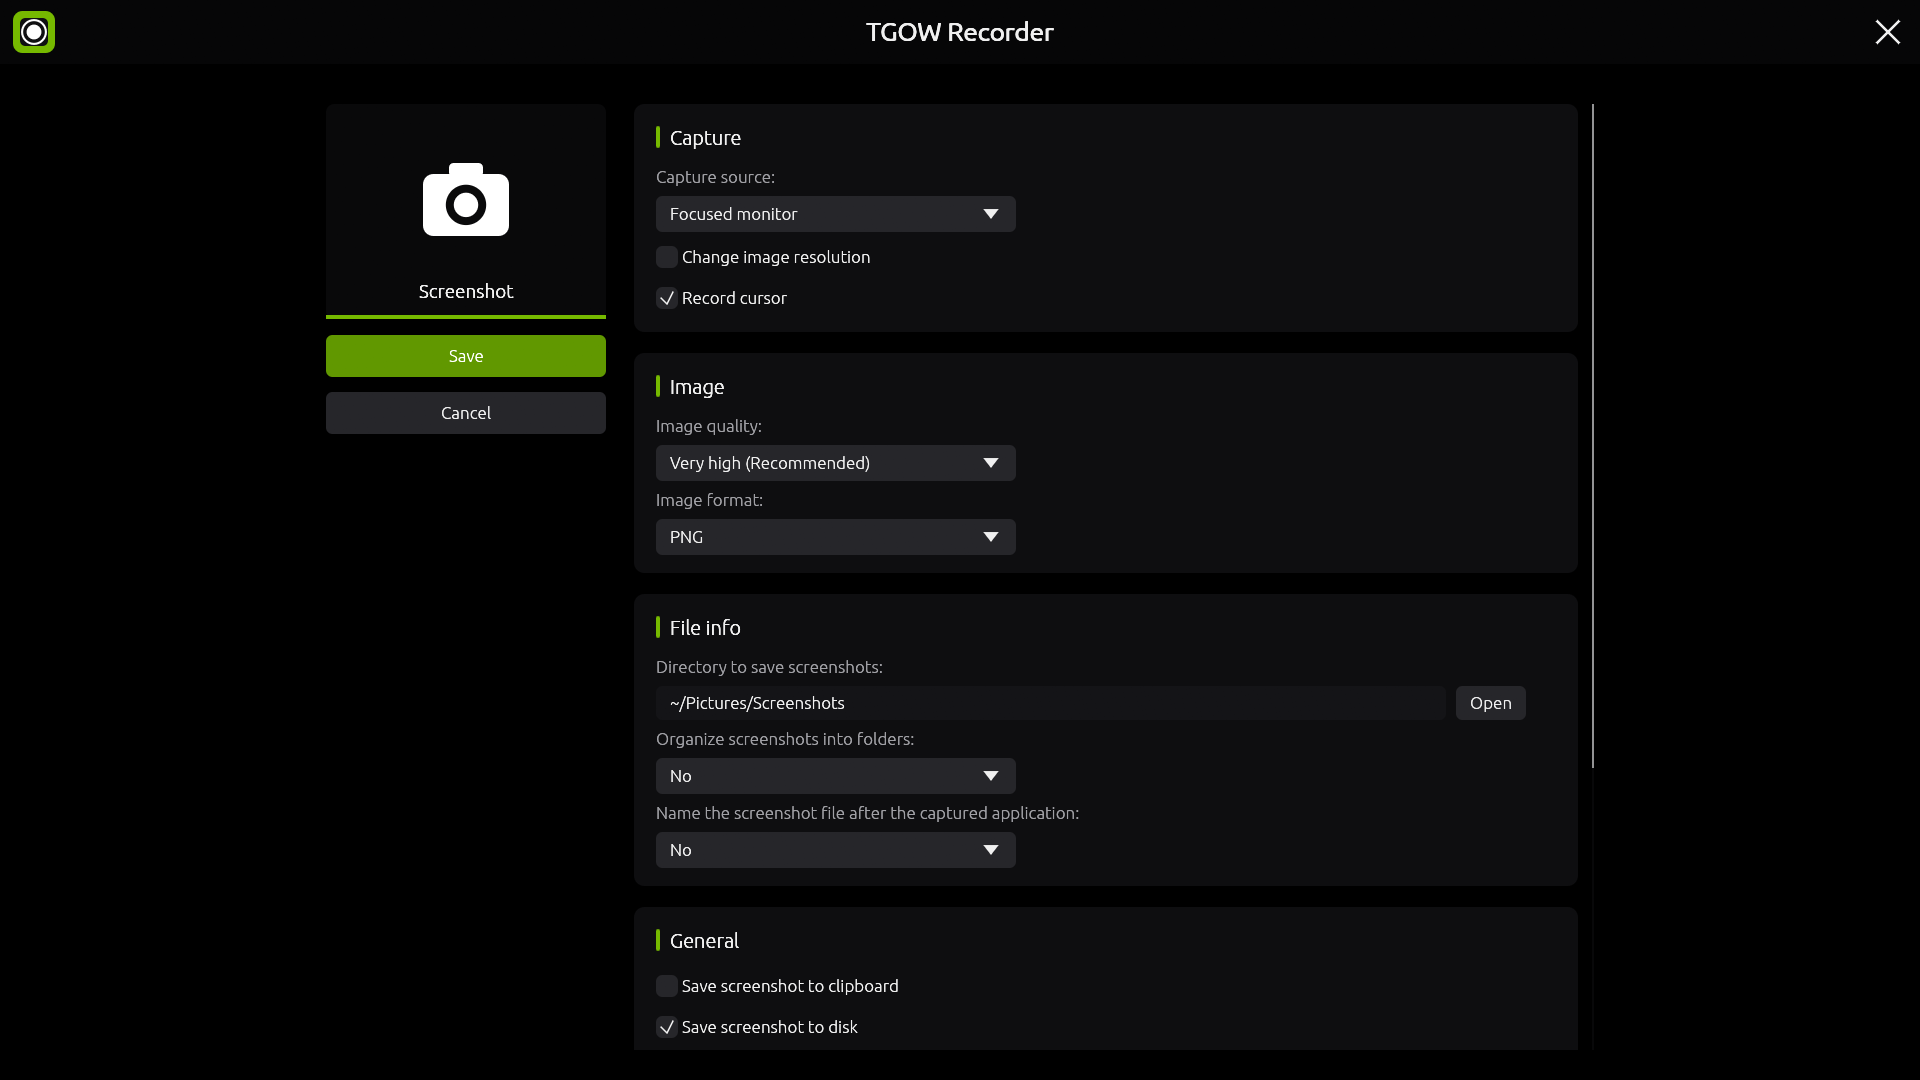 TGOW Recorder
Screenshot
Save
Cancel
Capture
Capture source:
Focused monitor
Change image resolution
Record cursor
Image
Image quality:
Very high (Recommended)
Image format:
PNG
File info
Directory to save screenshots:
~/Pictures/Screenshots
Open
Organize screenshots into folders:
No
Name the screenshot file after the captured application:
No
General
Save screenshot to clipboard
Save screenshot to disk